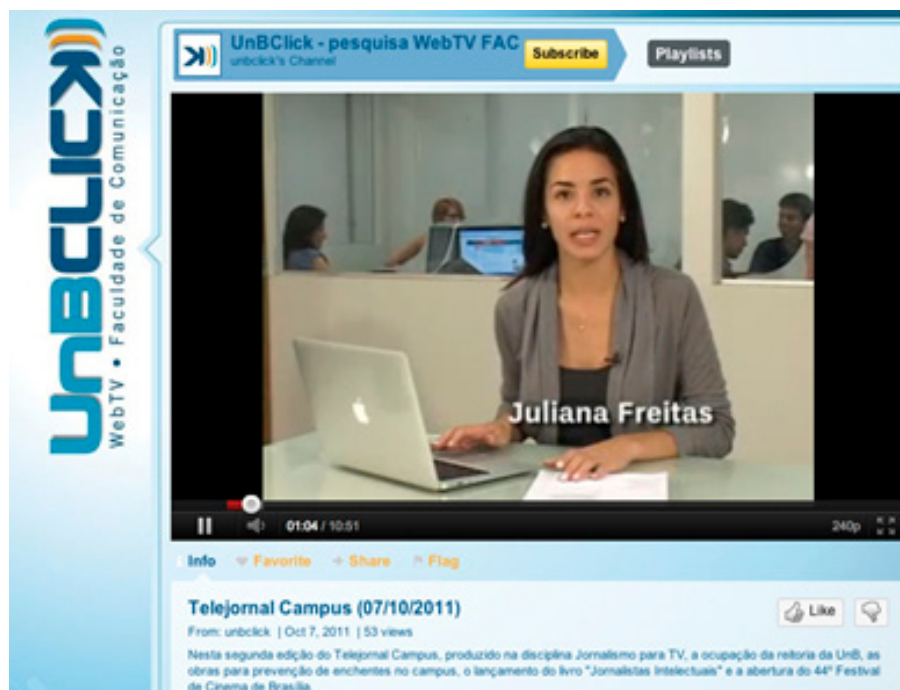 UnBCLICK
WebTV • Faculdade de Comunicação
UnBClick - pesquisa WebTV FAC
unbclick's Channel
Subscribe
Playlists
Juliana Freitas
01:04 / 10:51
240p
Info
Favorite
Share
Flag
Telejornal Campus (07/10/2011)
Like
From: unbclick | Oct 7, 2011 | 53 views
Nesta segunda edição do Telejornal Campus, produzido na disciplina Jornalismo para TV, a ocupação da reitoria da UnB, as
obras para prevenção de enchentes no campus, o lançamento do livro "Jornalistas Intelectuais" e a abertura do 44º Festival
de Cinema de Brasília.